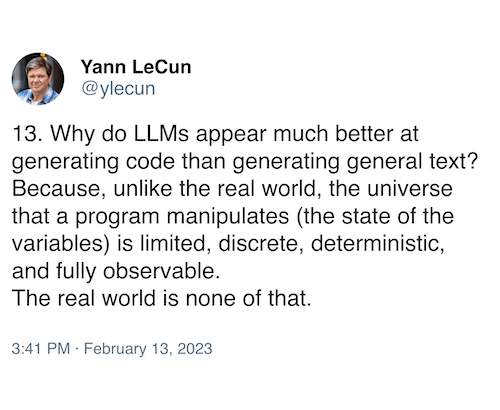 Yann LeCun
@ylecun
13. Why do LLMs appear much better at
generating code than generating general text?
Because, unlike the real world, the universe
that a program manipulates (the state of the
variables) is limited, discrete, deterministic,
and fully observable.
The real world is none of that.
3:41 PM · February 13, 2023